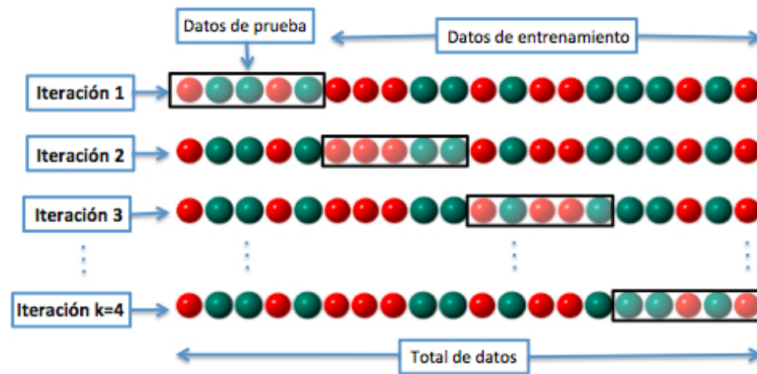 Datos de prueba
Datos de entrenamiento
Iteración 1
Iteración 2
Iteración 3
Iteración k=4
Total de datos